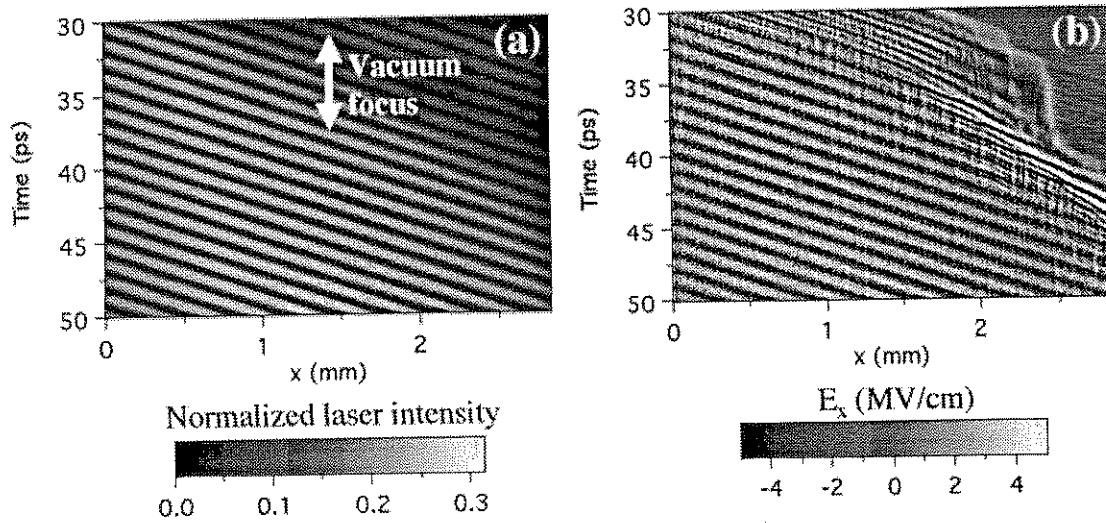 30
35
40
45
50
Time (ps)
(a)
Vacuum
focus
0
1
2
x (mm)
Normalized laser intensity
0.0
0.1
0.2
0.3
30
35
40
45
50
Time (ps)
(b)
0
1
2
x (mm)
Eₓ (MV/cm)
-4
-2
0
2
4